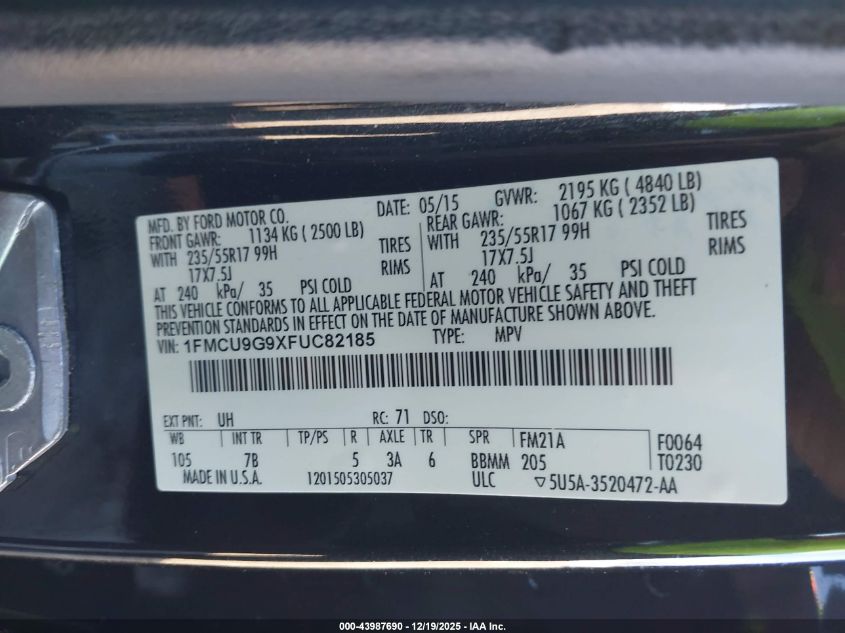 MFD. BY FORD MOTOR CO. DATE: 05/15 GVWR: 2195 KG ( 4840 LB)
FRONT GAWR: 1134 KG ( 2500 LB) REAR GAWR: 1067 KG ( 2352 LB)
WITH 235/55R17 99H TIRES WITH 235/55R17 99H TIRES
17X7.5J RIMS 17X7.5J RIMS
AT 240 kPa/ 35 PSI COLD AT 240 kPa/ 35 PSI COLD
THIS VEHICLE CONFORMS TO ALL APPLICABLE FEDERAL MOTOR VEHICLE SAFETY AND THEFT
PREVENTION STANDARDS IN EFFECT ON THE DATE OF MANUFACTURE SHOWN ABOVE.
VIN: 1FMCU9G9XFUC82185 TYPE: MPV
EXT PNT: UH RC: 71 DSO:
WB INT TR TP/PS R AXLE TR SPR FM21A F0064
105 7B 5 3A 6 BBMM 205 T0230
MADE IN U.S.A. 1201505305037 ULC ▽5U5A-3520472-AA
000-43987690 - 12/19/2025 - IAA Inc.